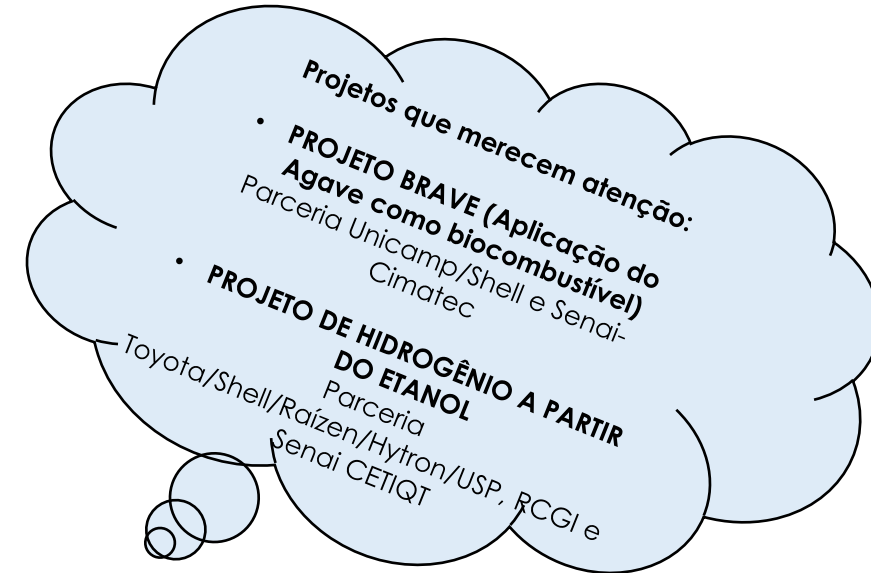 Projetos que merecem atenção:
• PROJETO BRAVE (Aplicação do
Agave como biocombustível)
Parceria Unicamp/Shell e Senai-
Cimatec
• PROJETO DE HIDROGÊNIO A PARTIR
DO ETANOL
Parceria
Toyota/Shell/Raízen/Hytron/USP, RCGI e
Senai CETIQT